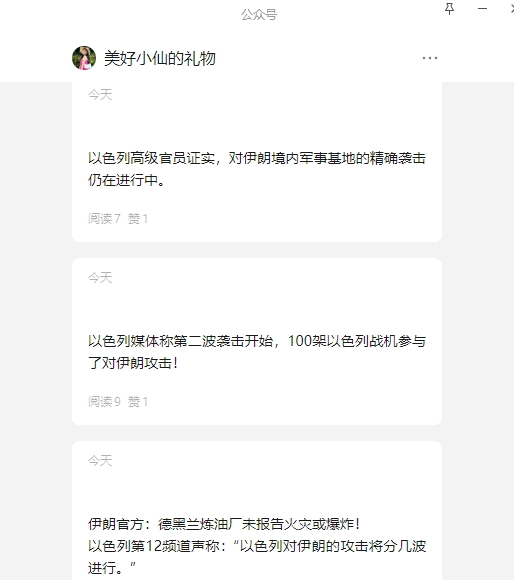 公众号
美好小仙的礼物
今天
以色列高级官员证实，对伊朗境内军事基地的精确袭击
仍在进行中。
阅读 7 赞 1
今天
以色列媒体称第二波袭击开始，100架以色列战机参与
了对伊朗攻击！
阅读 9 赞 1
今天
伊朗官方：德黑兰炼油厂未报告火灾或爆炸！
以色列第12频道声称：“以色列对伊朗的攻击将分几波
进行。”